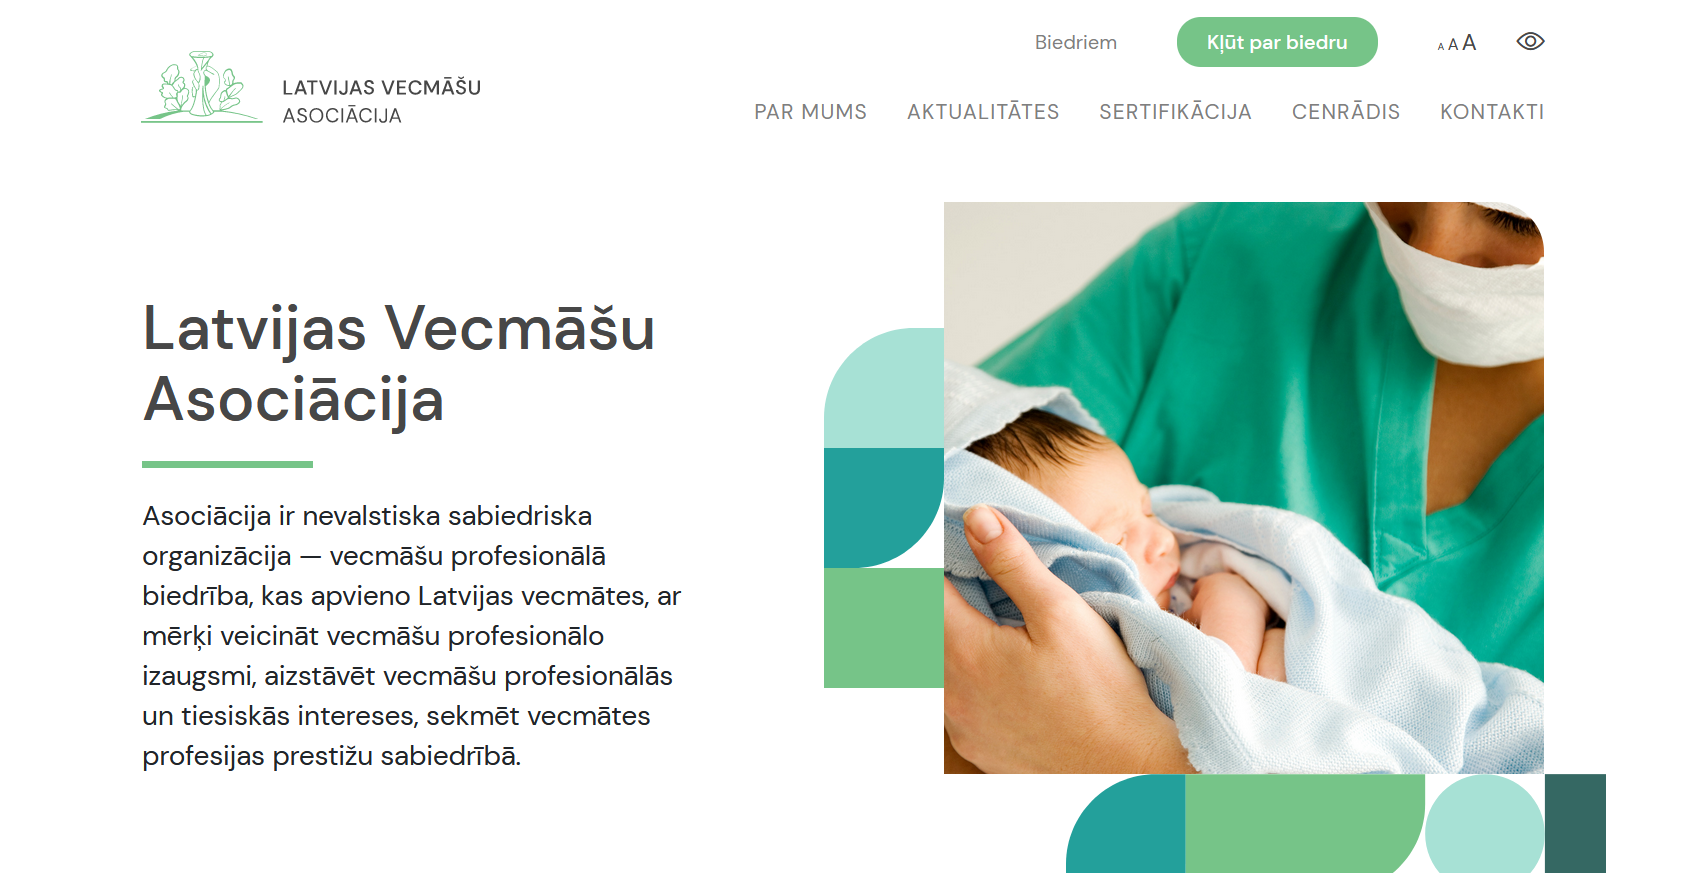 Biedriem
Kļūt par biedru
A A A
LATVIJAS VECMĀŠU
ASOCIĀCIJA
PAR MUMS
AKTUALITĀTES
SERTIFIKĀCIJA
CENRĀDIS
KONTAKTI
Latvijas Vecmāšu
Asociācija
Asociācija ir nevalstiska sabiedriska
organizācija — vecmāšu profesionālā
biedrība, kas apvieno Latvijas vecmātes, ar
mērķi veicināt vecmāšu profesionālo
izaugsmi, aizstāvēt vecmāšu profesionālās
un tiesiskās intereses, sekmēt vecmātes
profesijas prestižu sabiedrībā.